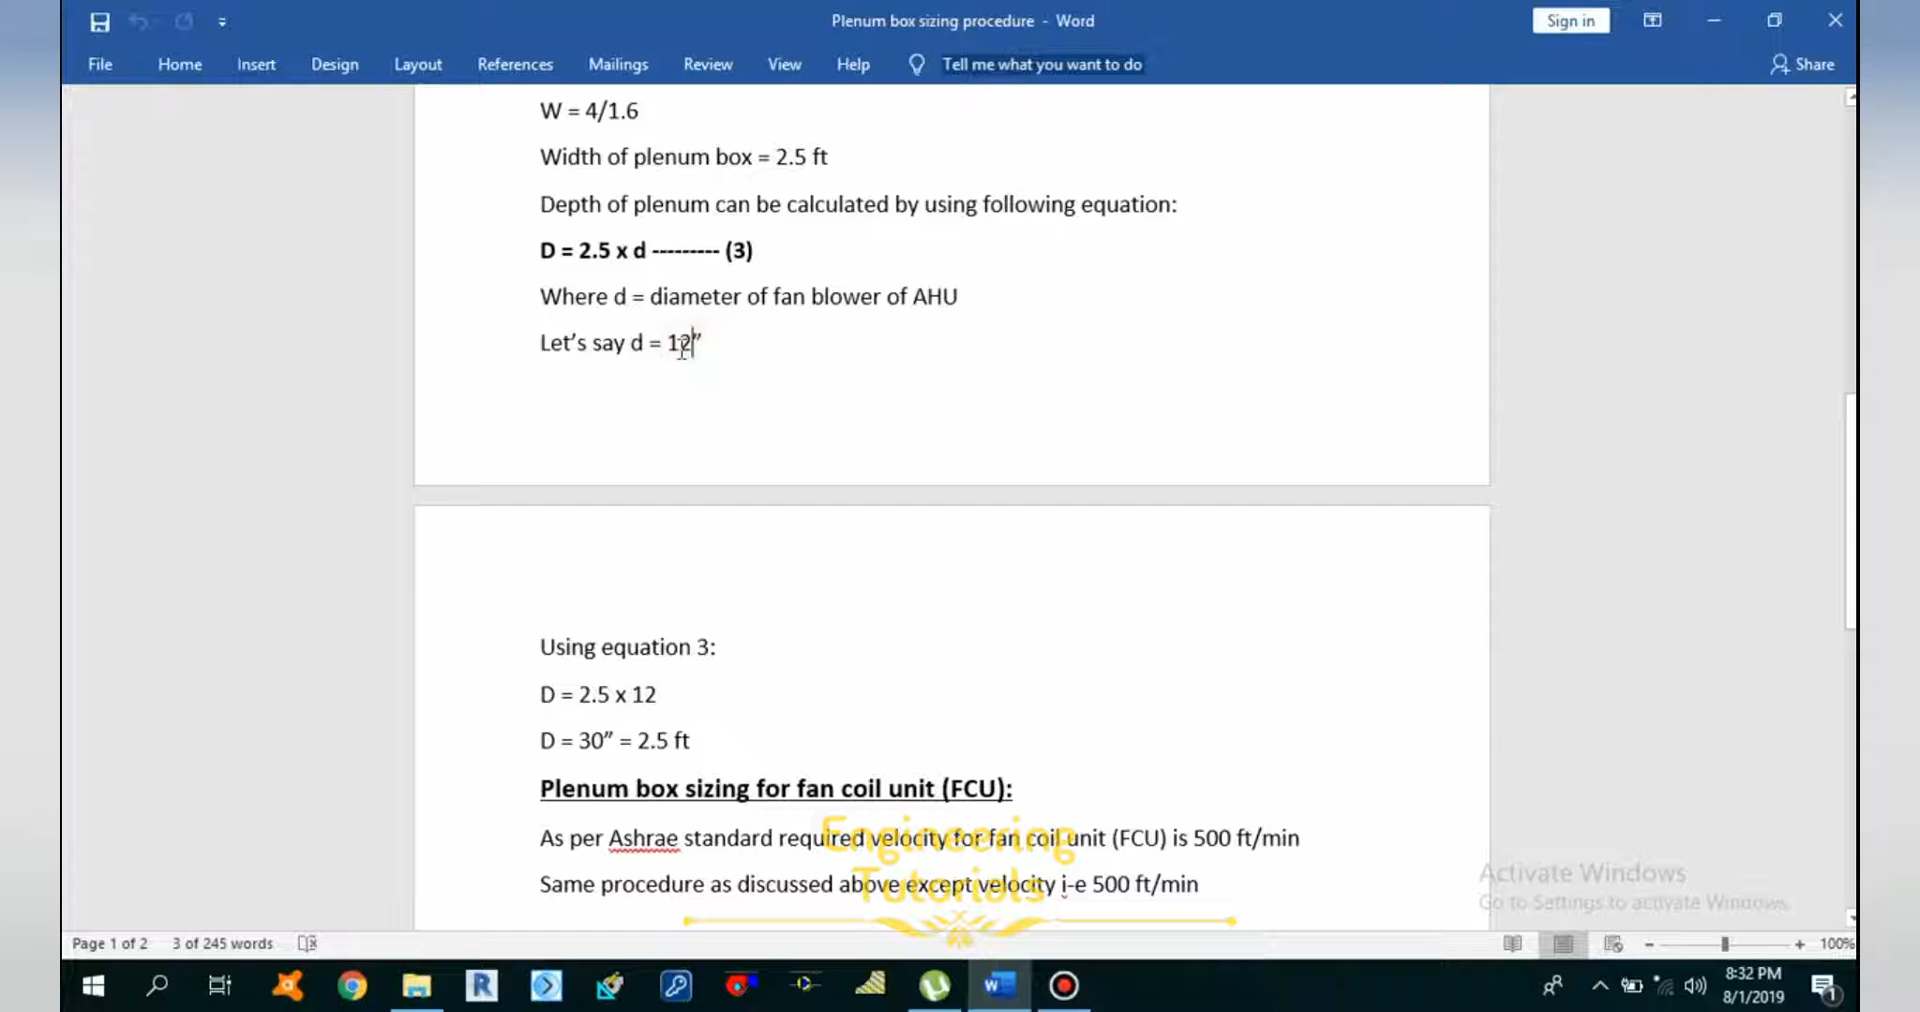 Plenum box sizing procedure - Word
Sign in
File Home Insert Design Layout References Mailings Review View Help Tell me what you want to do Share
W = 4/1.6
Width of plenum box = 2.5 ft
Depth of plenum can be calculated by using following equation:
D = 2.5 x d --------- (3)
Where d = diameter of fan blower of AHU
Let’s say d = 12”
Using equation 3:
D = 2.5 x 12
D = 30” = 2.5 ft
Plenum box sizing for fan coil unit (FCU):
As per Ashrae standard required velocity for fan coil unit (FCU) is 500 ft/min
Same procedure as discussed above except velocity i-e 500 ft/min
Engineering
Tutorials
Activate Windows
Go to Settings to activate Windows.
Page 1 of 2 3 of 245 words 100%
8:32 PM
8/1/2019
1